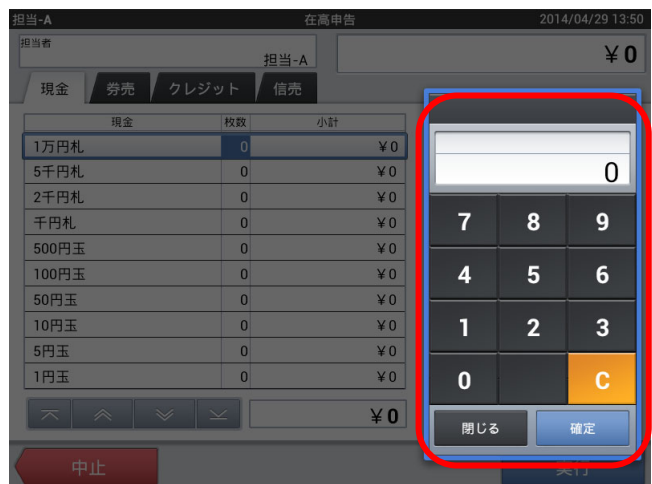 担当-A 在高申告 2014/04/29 13:50
担当者
担当-A
¥0
現金 券売 クレジット 信売
現金 枚数 小計
1万円札 0 ¥0
5千円札 0 ¥0
2千円札 0 ¥0
千円札 0 ¥0
500円玉 0 ¥0
100円玉 0 ¥0
50円玉 0 ¥0
10円玉 0 ¥0
5円玉 0 ¥0
1円玉 0 ¥0
¥0
0
7 8 9
4 5 6
1 2 3
0 C
閉じる 確定
中止 実行